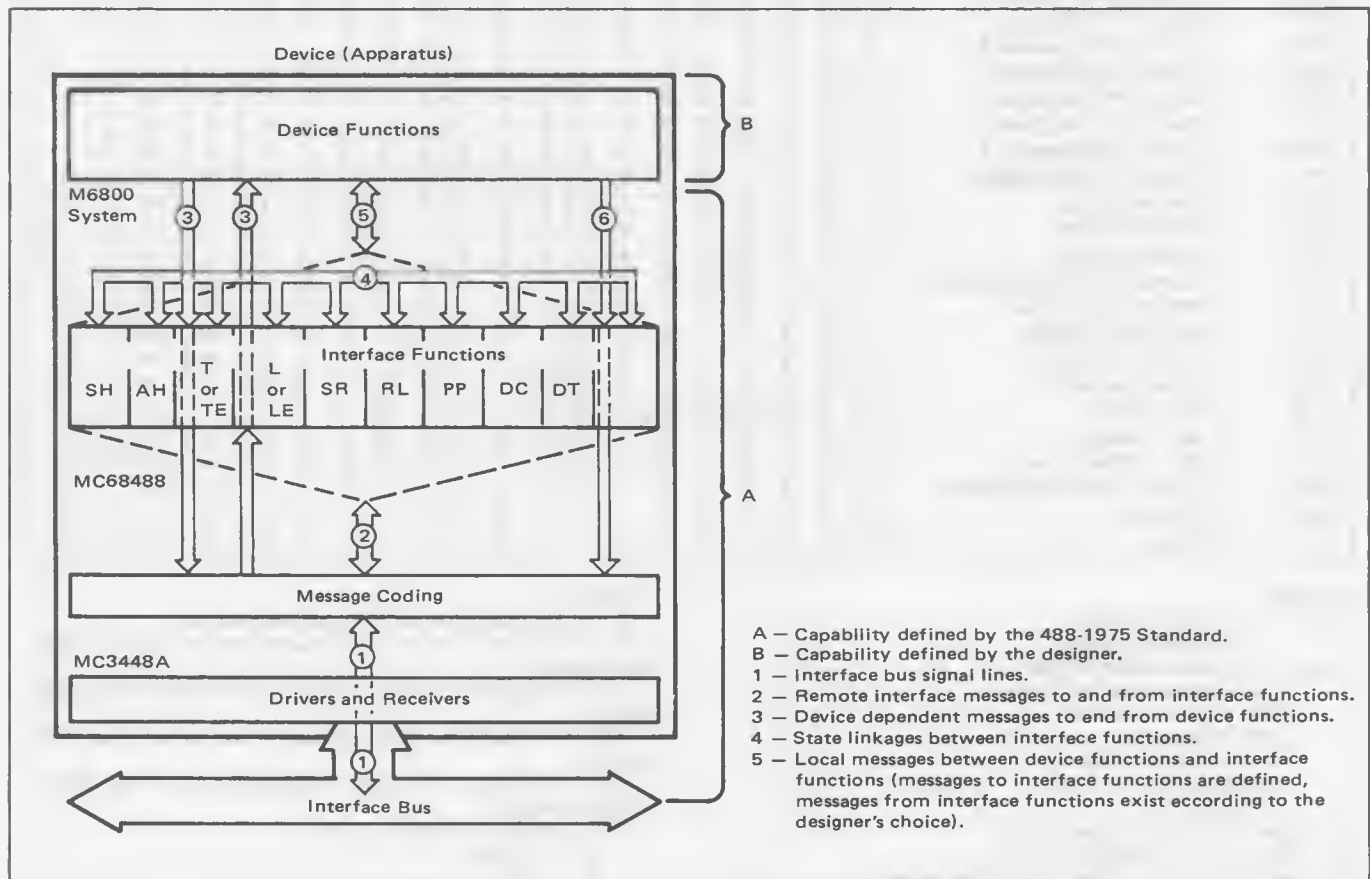 Device (Apparatus)
Device Functions
B
M6800
System
3
3
5
6
4
Interface Functions
SH
AH
T
or
TE
L
or
LE
SR
RL
PP
DC
DT
MC68488
A
2
Message Coding
1
MC3448A
Drivers and Receivers
1
Interface Bus
A — Capability defined by the 488-1975 Standard.
B — Capability defined by the designer.
1 — Interface bus signal lines.
2 — Remote interface messages to and from interface functions.
3 — Device dependent messages to end from device functions.
4 — State linkages between interfece functions.
5 — Local messages between device functions and interface
functions (messages to interface functions are defined,
messages from interface functions exist eccording to the
designer's choice).